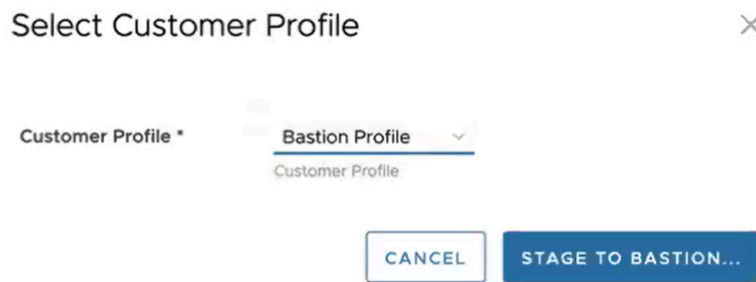 Select Customer Profile
Customer Profile * Bastion Profile
Customer Profile
CANCEL STAGE TO BASTION...